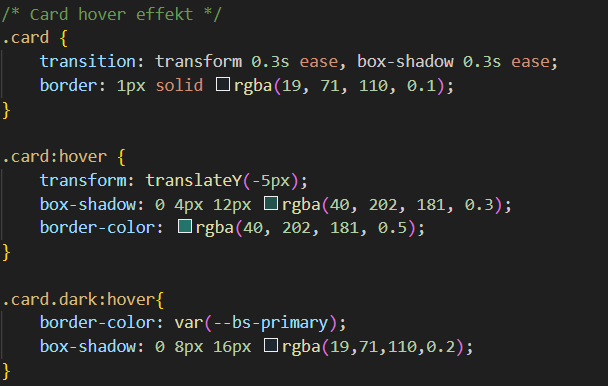 /* Card hover effekt */
.card {
    transition: transform 0.3s ease, box-shadow 0.3s ease;
    border: 1px solid rgba(19, 71, 110, 0.1);
}

.card:hover {
    transform: translateY(-5px);
    box-shadow: 0 4px 12px rgba(40, 202, 181, 0.3);
    border-color: rgba(40, 202, 181, 0.5);
}

.card.dark:hover{
    border-color: var(--bs-primary);
    box-shadow: 0 8px 16px rgba(19,71,110,0.2);
}